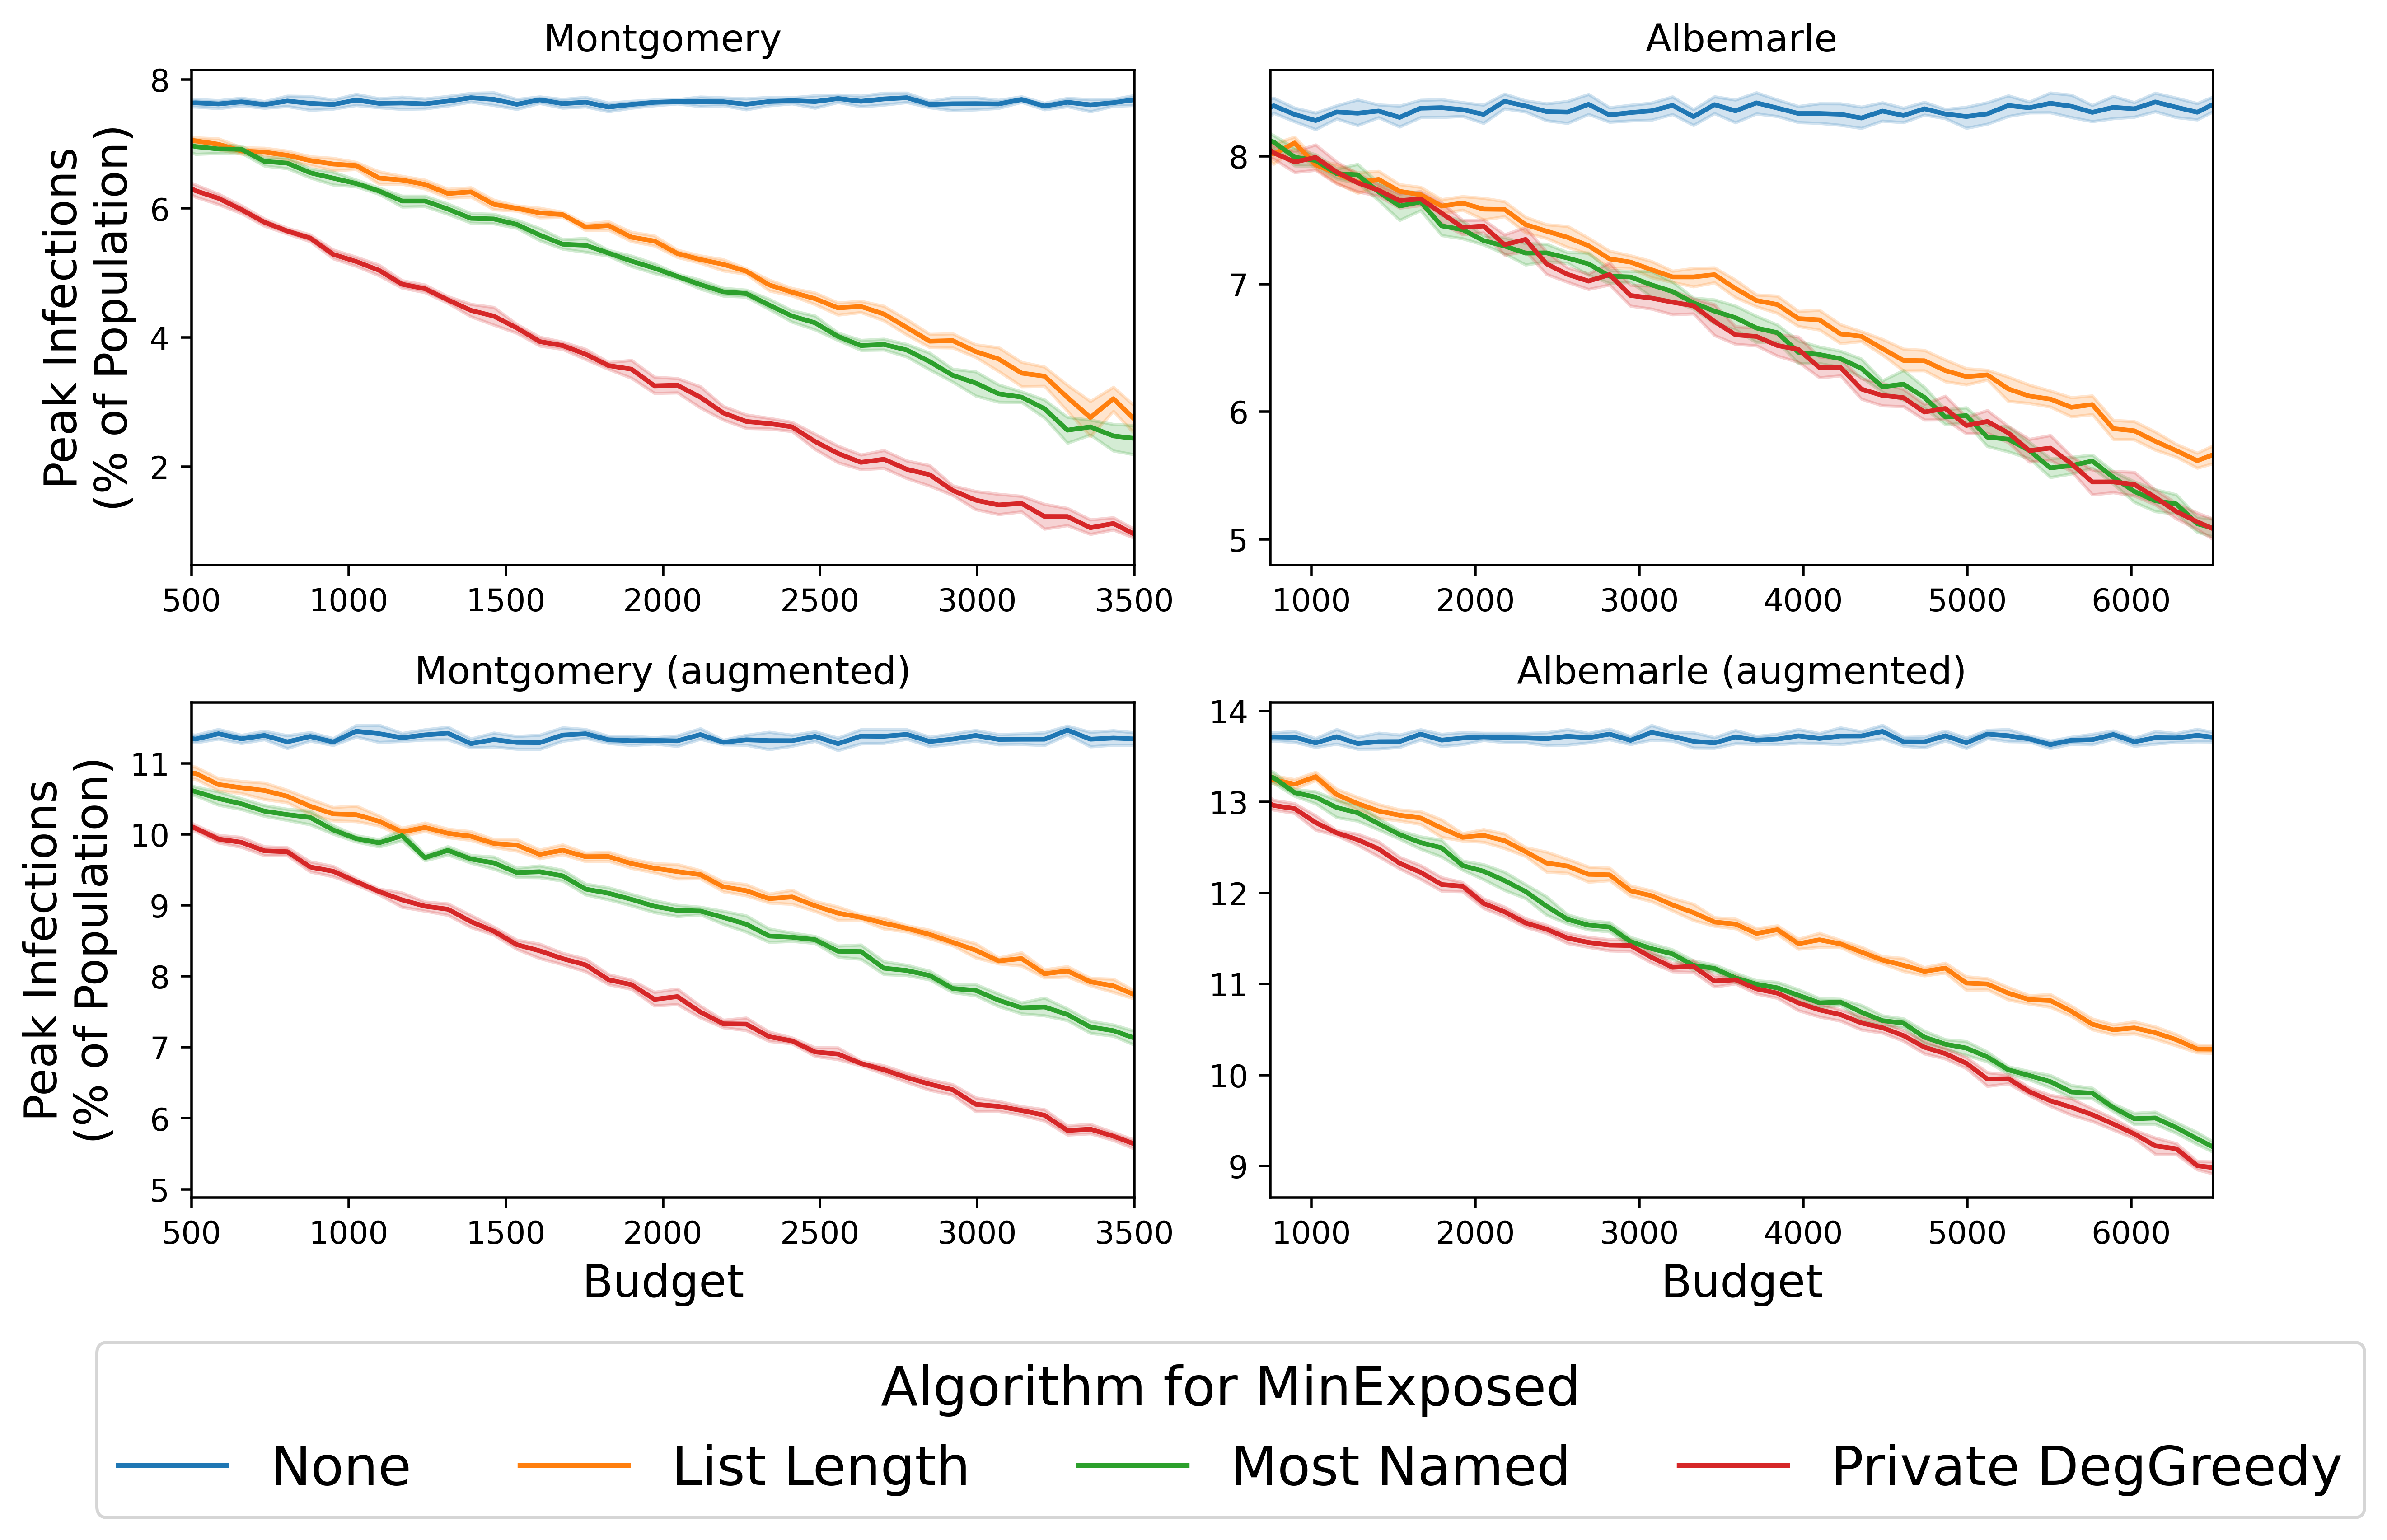 Montgomery
Albemarle
Peak Infections
(% of Population)
8
6
4
2
500 1000 1500 2000 2500 3000 3500
8
7
6
5
1000 2000 3000 4000 5000 6000
Montgomery (augmented)
Albemarle (augmented)
Peak Infections
(% of Population)
11
10
9
8
7
6
5
500 1000 1500 2000 2500 3000 3500
Budget
14
13
12
11
10
9
1000 2000 3000 4000 5000 6000
Budget
Algorithm for MinExposed
None List Length Most Named Private DegGreedy